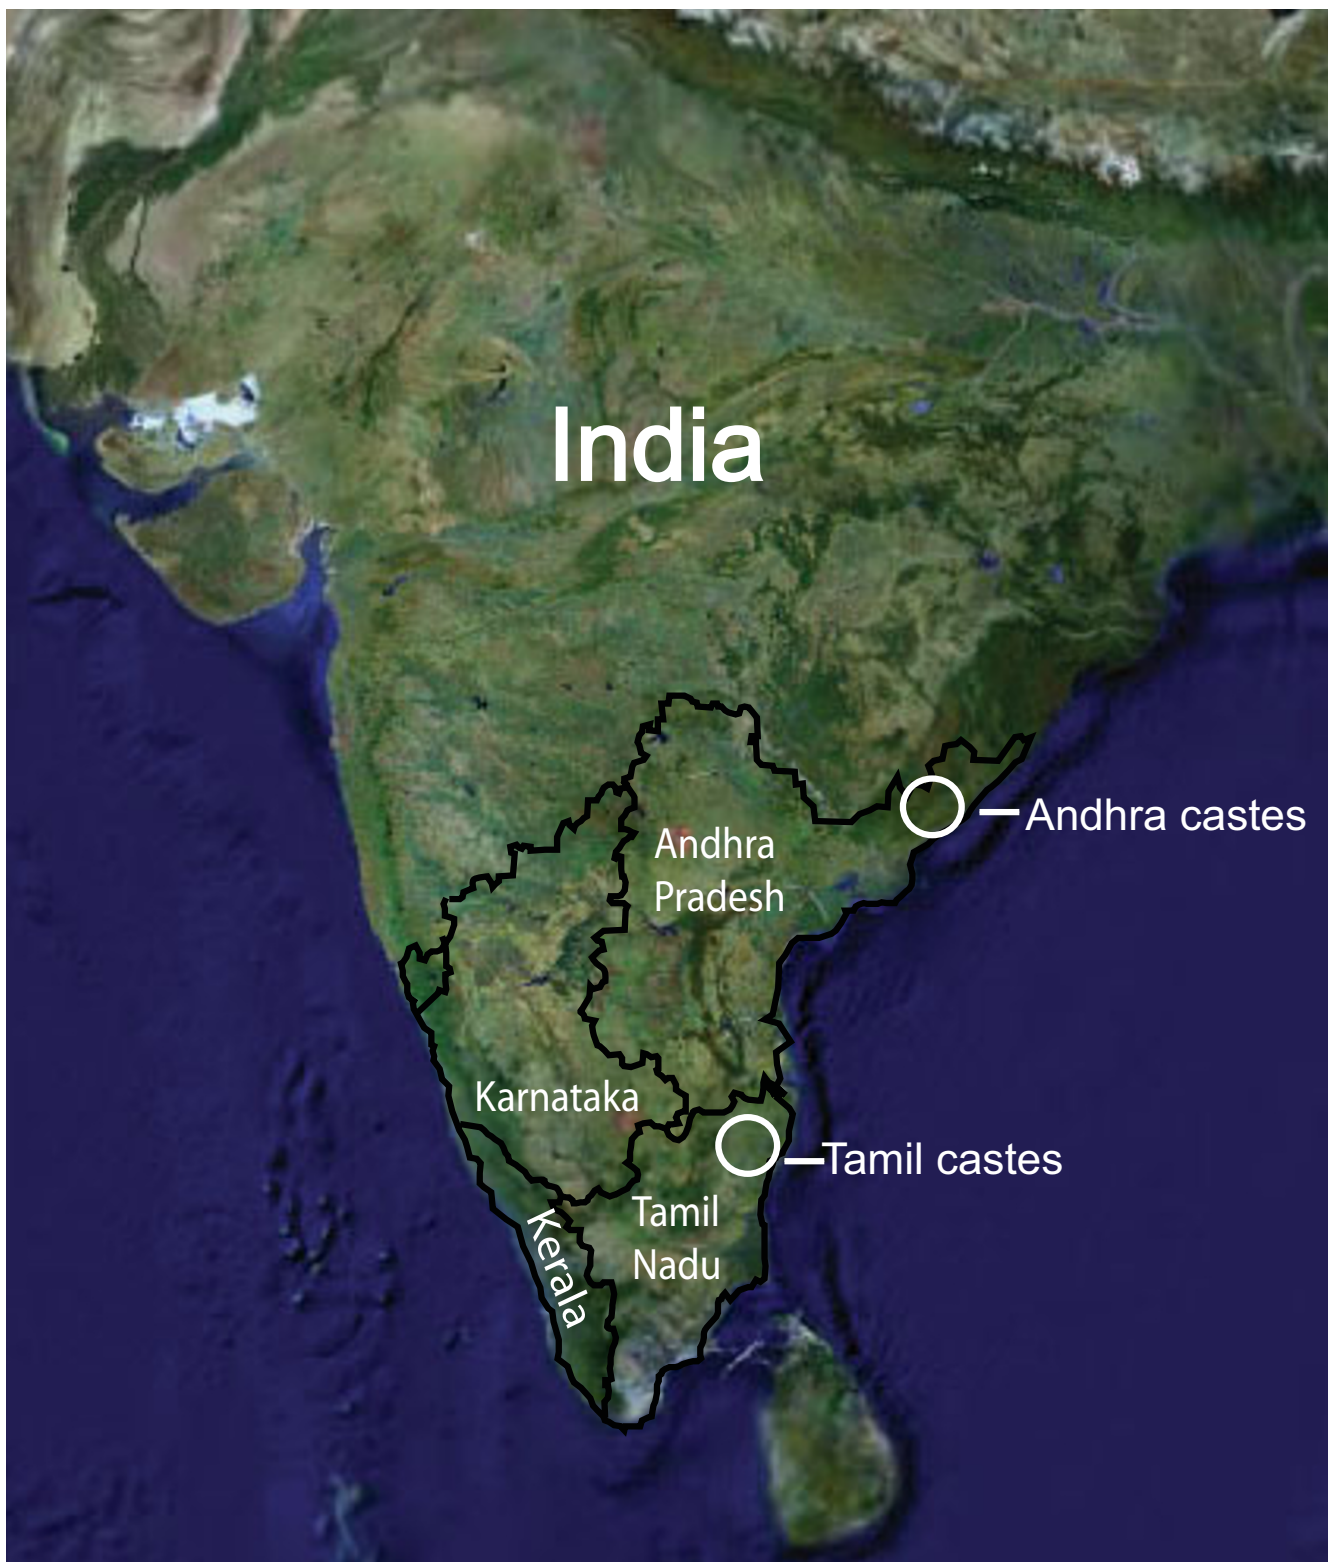 India
Andhra castes
Andhra
Pradesh
Karnataka
Tamil castes
Tamil
Nadu
Kerala